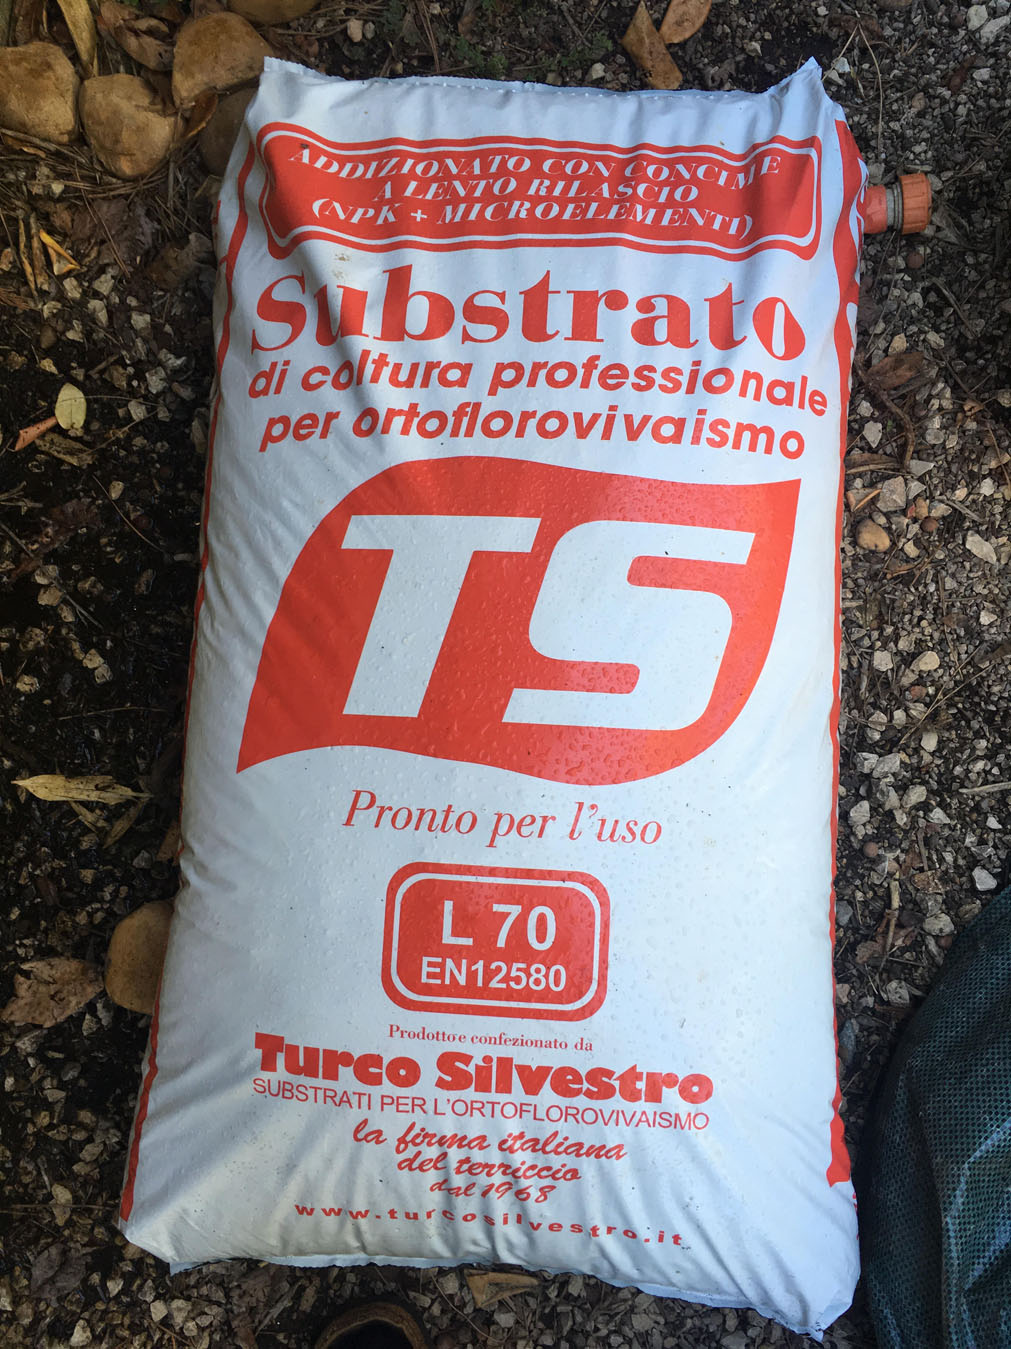 ADDIZIONATO CON CONCIME
A LENTO RILASCIO
(NPK + MICROELEMENTI)
Substrato
di coltura professionale
per ortoflorovivaismo
TS
Pronto per l'uso
L 70
EN12580
Prodotto e confezionato da
Turco Silvestro
SUBSTRATI PER L'ORTOFLOROVIVAISMO
la firma italiana
del terriccio
dal 1968
www.turcosilvestro.it